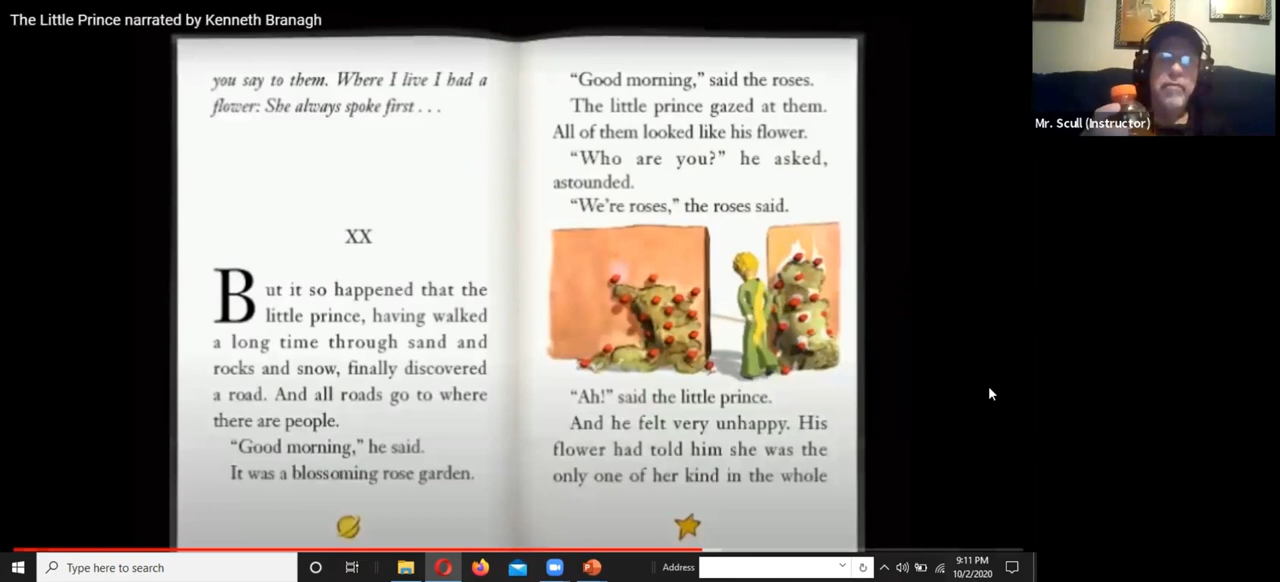 The Little Prince narrated by Kenneth Branagh
you say to them. Where I live I had a
flower: She always spoke first . . .
XX
But it so happened that the
little prince, having walked
a long time through sand and
rocks and snow, finally discovered
a road. And all roads go to where
there are people.
“Good morning,” he said.
It was a blossoming rose garden.
“Good morning,” said the roses.
The little prince gazed at them.
All of them looked like his flower.
“Who are you?” he asked,
astounded.
“We’re roses,” the roses said.
“Ah!” said the little prince.
And he felt very unhappy. His
flower had told him she was the
only one of her kind in the whole
Mr. Scull (Instructor)
Type here to search
Address
9:11 PM
10/2/2020